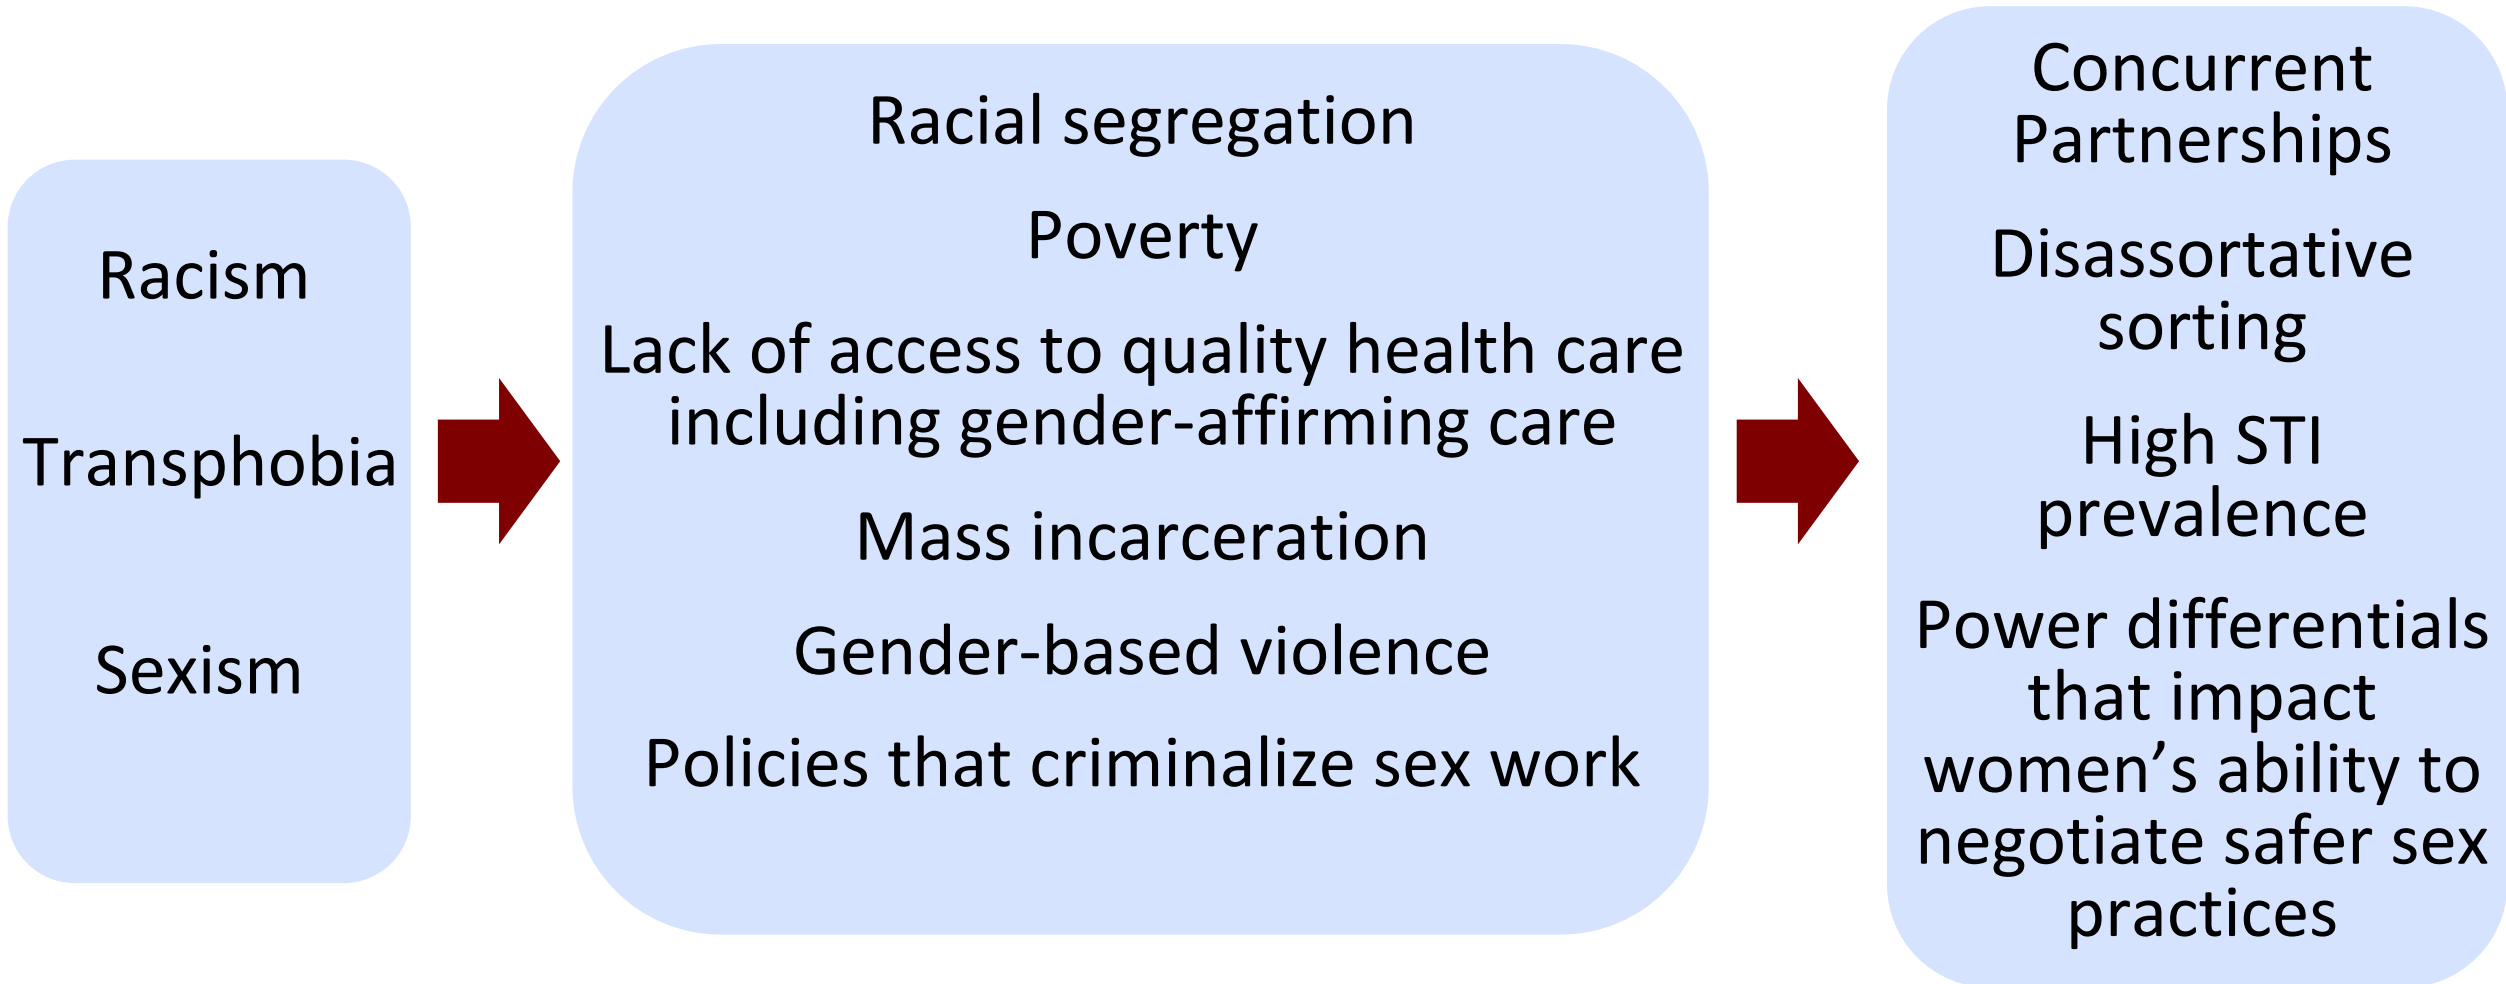 Racism
Transphobia
Sexism
Racial segregation
Poverty
Lack of access to quality health care
including gender-affirming care
Mass incarceration
Gender-based violence
Policies that criminalize sex work
Concurrent
Partnerships
Disassortative
sorting
High STI
prevalence
Power differentials
that impact
women’s ability to
negotiate safer sex
practices